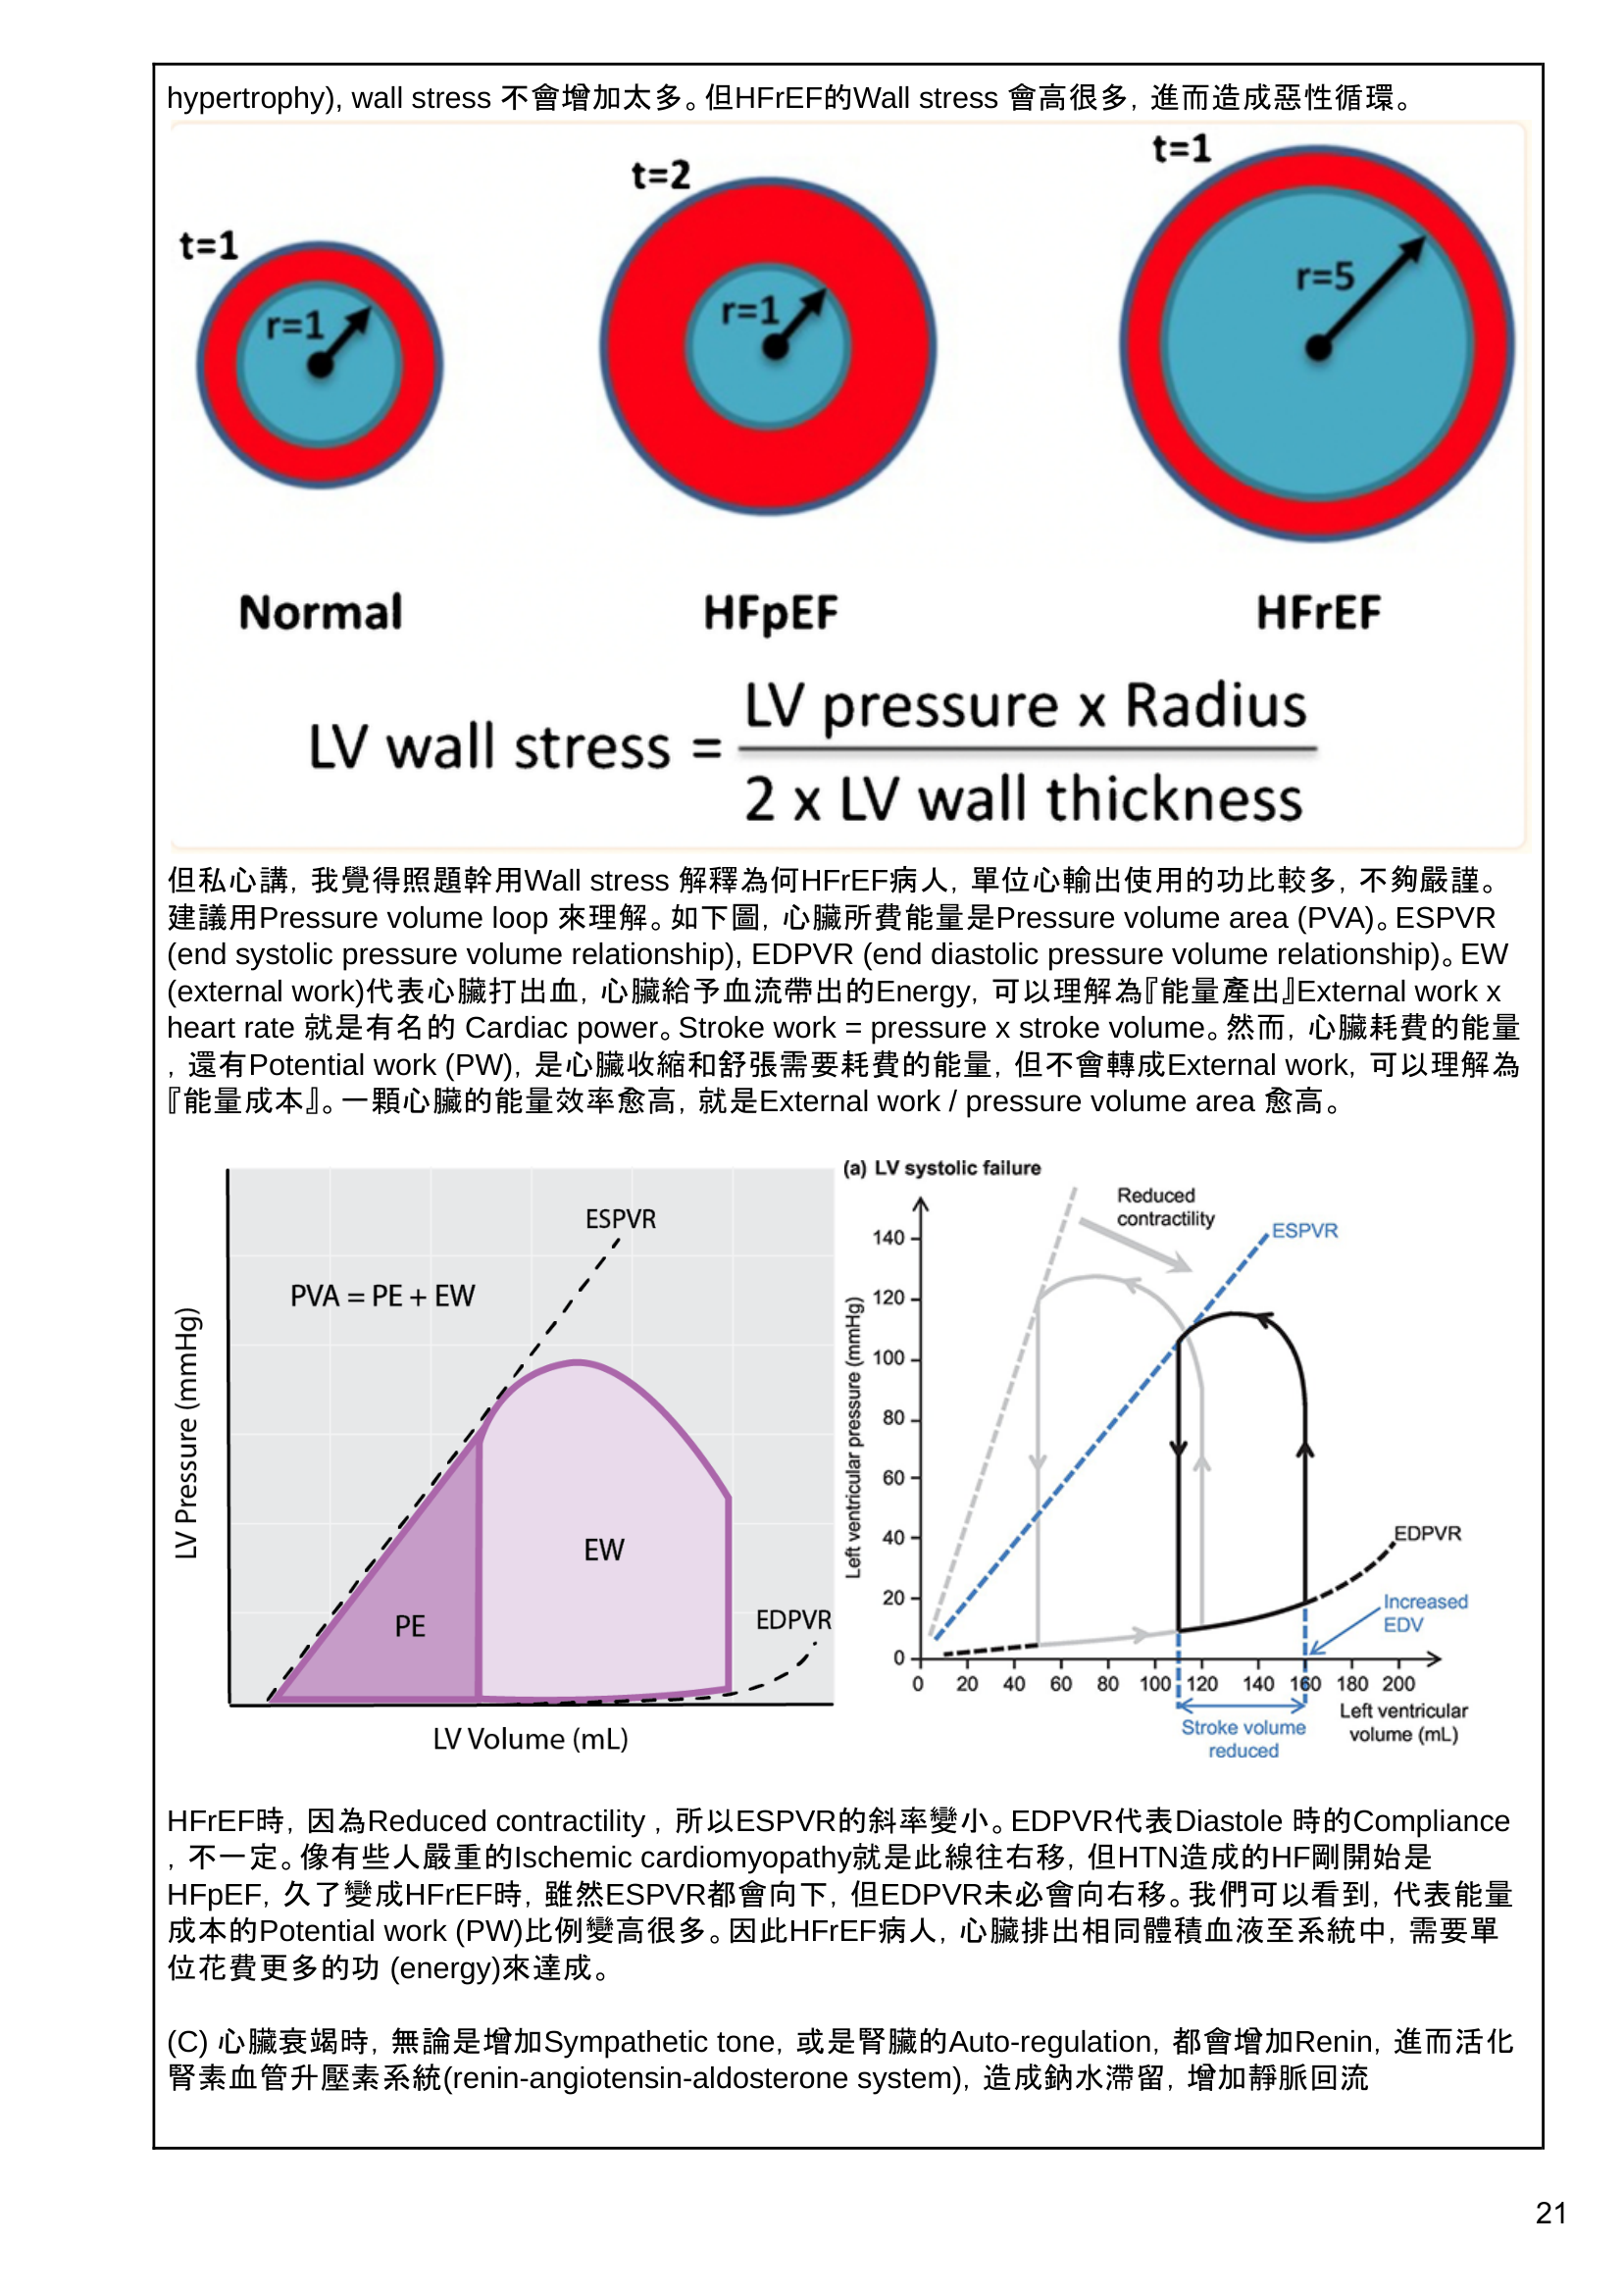 hypertrophy), wall stress 不會增加太多。但HFrEF的Wall stress 會高很多，進而造成惡性循環。
t=1
t=2
t=1
r=1
r=1
r=5
Normal
HFpEF
HFrEF
LV wall stress = LV pressure x Radius
2 x LV wall thickness
但私心講，我覺得照題幹用Wall stress 解釋為何HFrEF病人，單位心輸出使用的功比較多，不夠嚴謹。
建議用Pressure volume loop 來理解。如下圖，心臟所費能量是Pressure volume area (PVA)。ESPVR
(end systolic pressure volume relationship), EDPVR (end diastolic pressure volume relationship)。EW
(external work)代表心臟打出血，心臟給予血流帶出的Energy，可以理解為『能量產出』External work x
heart rate 就是有名的 Cardiac power。Stroke work = pressure x stroke volume。然而，心臟耗費的能量
，還有Potential work (PW)，是心臟收縮和舒張需要耗費的能量，但不會轉成External work，可以理解為
『能量成本』。一顆心臟的能量效率愈高，就是External work / pressure volume area 愈高。
LV Pressure (mmHg)
ESPVR
PVA = PE + EW
EW
PE
EDPVR
LV Volume (mL)
(a) LV systolic failure
Reduced
contractility
ESPVR
Left ventricular pressure (mmHg)
140
120
100
80
60
40
20
0
EDPVR
Increased
EDV
0 20 40 60 80 100 120 140 160 180 200
Stroke volume
reduced
Left ventricular
volume (mL)
HFrEF時，因為Reduced contractility，所以ESPVR的斜率變小。EDPVR代表Diastole 時的Compliance
，不一定。像有些人嚴重的Ischemic cardiomyopathy就是此線往右移，但HTN造成的HF剛開始是
HFpEF，久了變成HFrEF時，雖然ESPVR都會向下，但EDPVR未必會向右移。我們可以看到，代表能量
成本的Potential work (PW)比例變高很多。因此HFrEF病人，心臟排出相同體積血液至系統中，需要單
位花費更多的功 (energy)來達成。
(C) 心臟衰竭時，無論是增加Sympathetic tone，或是腎臟的Auto-regulation，都會增加Renin，進而活化
腎素血管升壓素系統(renin-angiotensin-aldosterone system)，造成鈉水滯留，增加靜脈回流
21